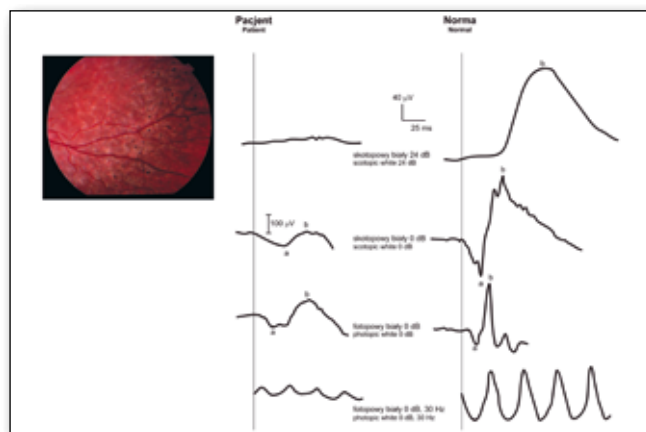 Pacjent
Patient
Norma
Normal
b
40 µV
25 ms
skotopowy biały 24 dB
scotopic white 24 dB
100 µV
b
a
skotopowy biały 0 dB
scotopic white 0 dB
b
a
b
a
b
fotopowy biały 0 dB
photopic white 0 dB
b
a
fotopowy biały 0 dB, 30 Hz
photopic white 0 dB, 30 Hz